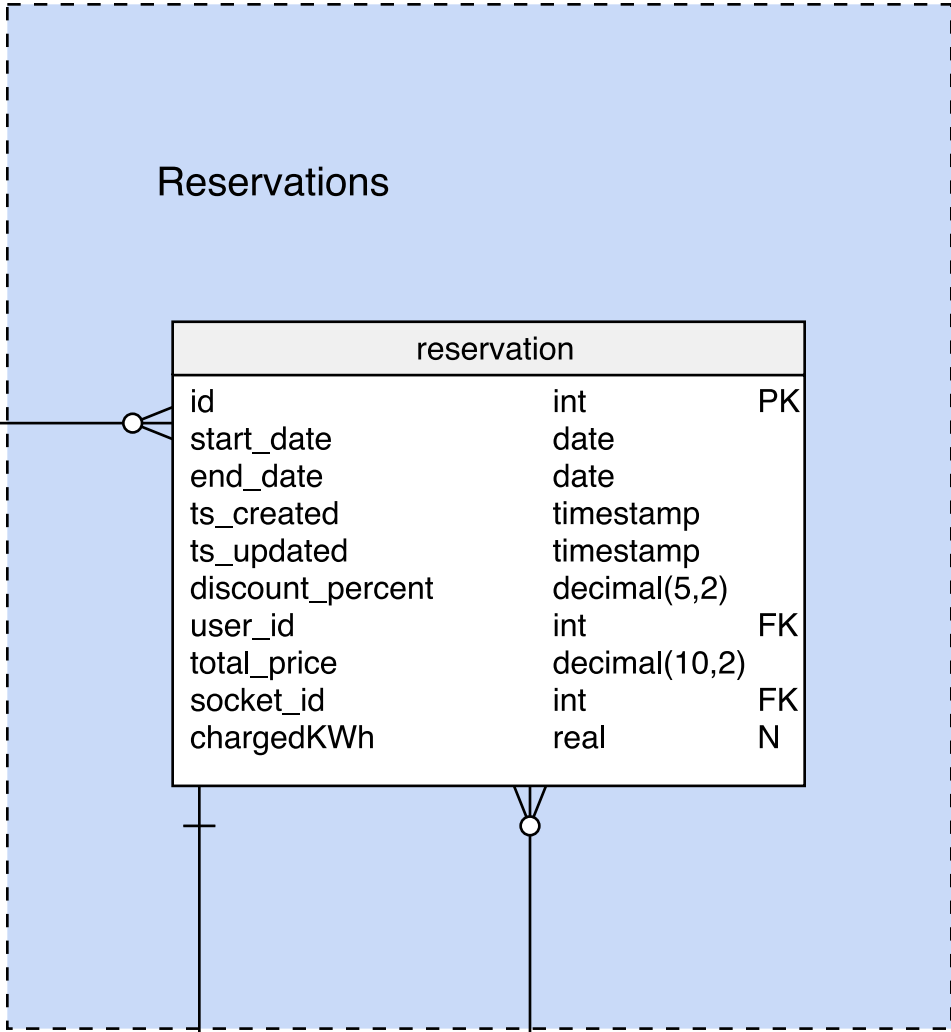 Reservations
reservation
id int PK
start_date date
end_date date
ts_created timestamp
ts_updated timestamp
discount_percent decimal(5,2)
user_id int FK
total_price decimal(10,2)
socket_id int FK
chargedKWh real N